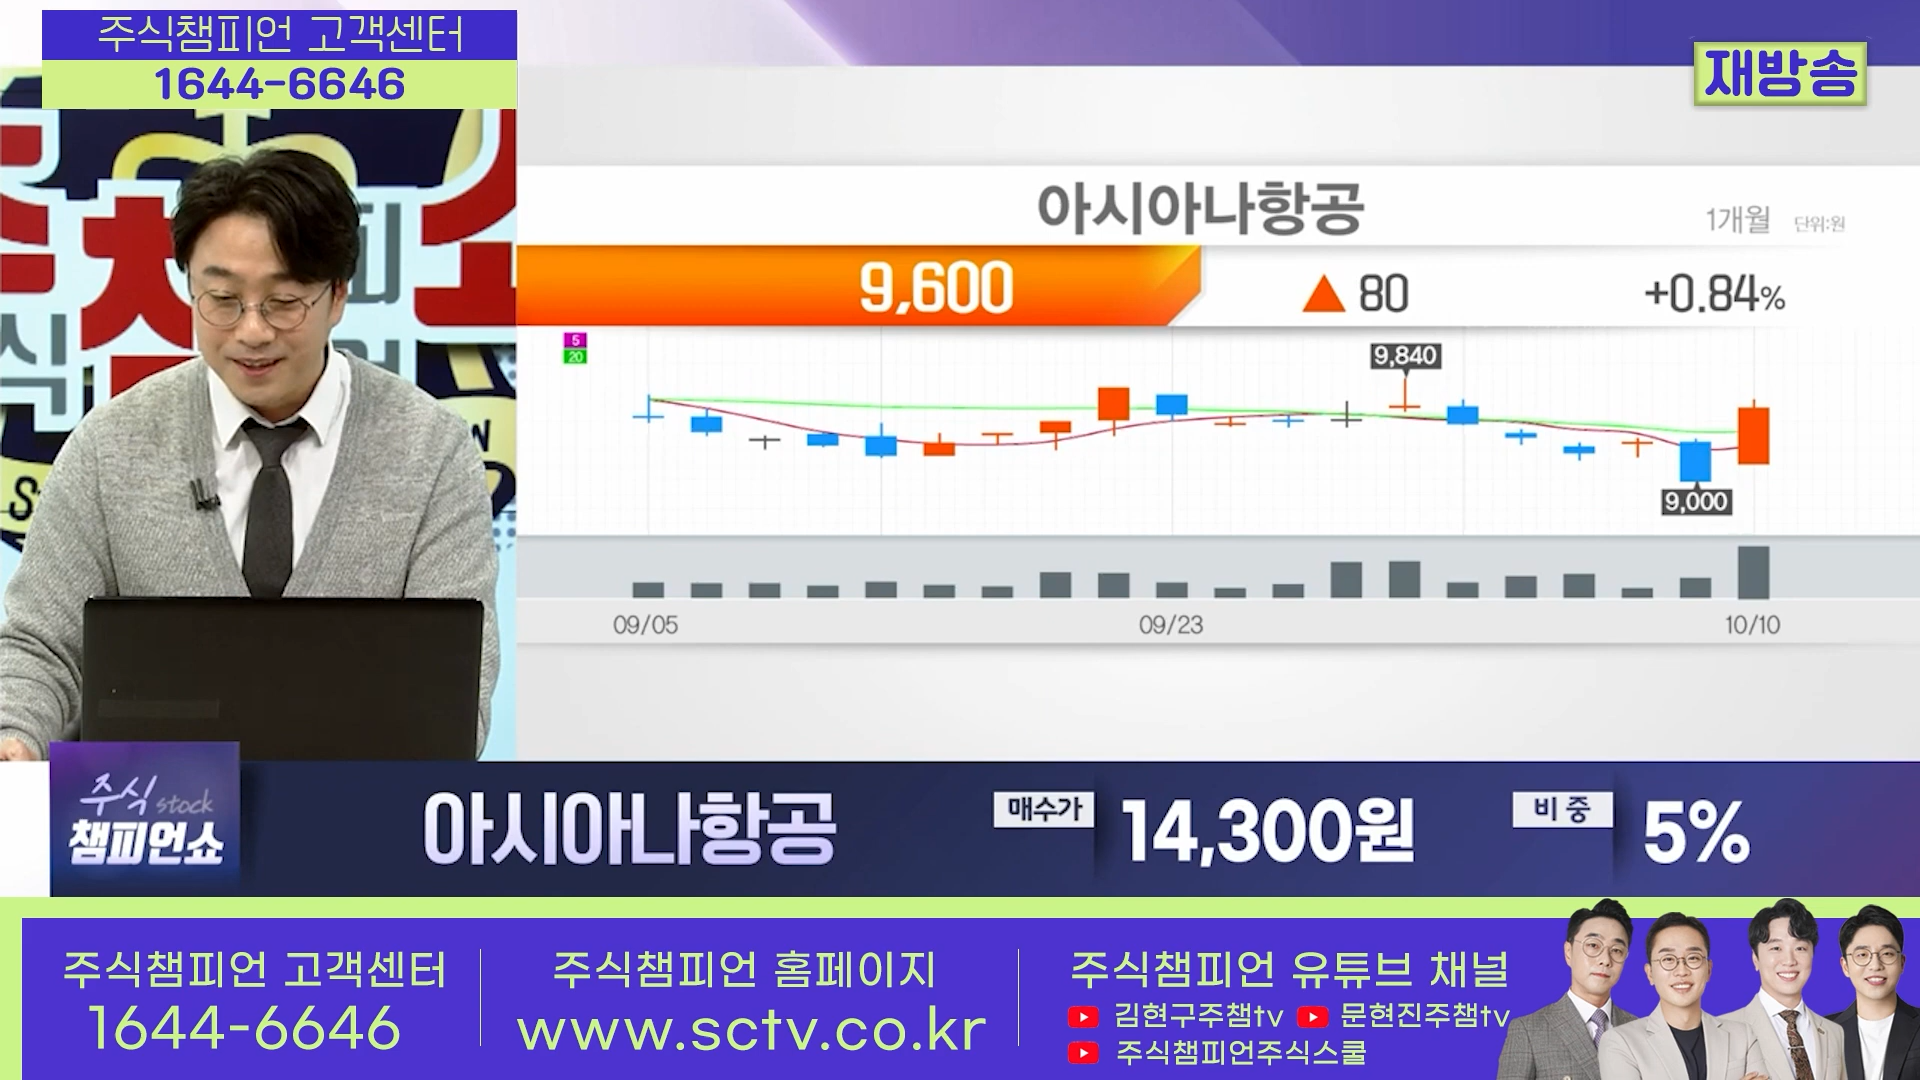 주식챔피언 고객센터
1644-6646
재방송
아시아나항공
1개월 단위:원
9,600 ▲ 80 +0.84%
5
20
9,840
9,000
09/05 09/23 10/10
주식 stock
챔피언쇼
아시아나항공 매수가 14,300원 비중 5%
주식챔피언 고객센터
1644-6646
주식챔피언 홈페이지
www.sctv.co.kr
주식챔피언 유튜브 채널
김현구주챔tv 문현진주챔tv
주식챔피언주식스쿨